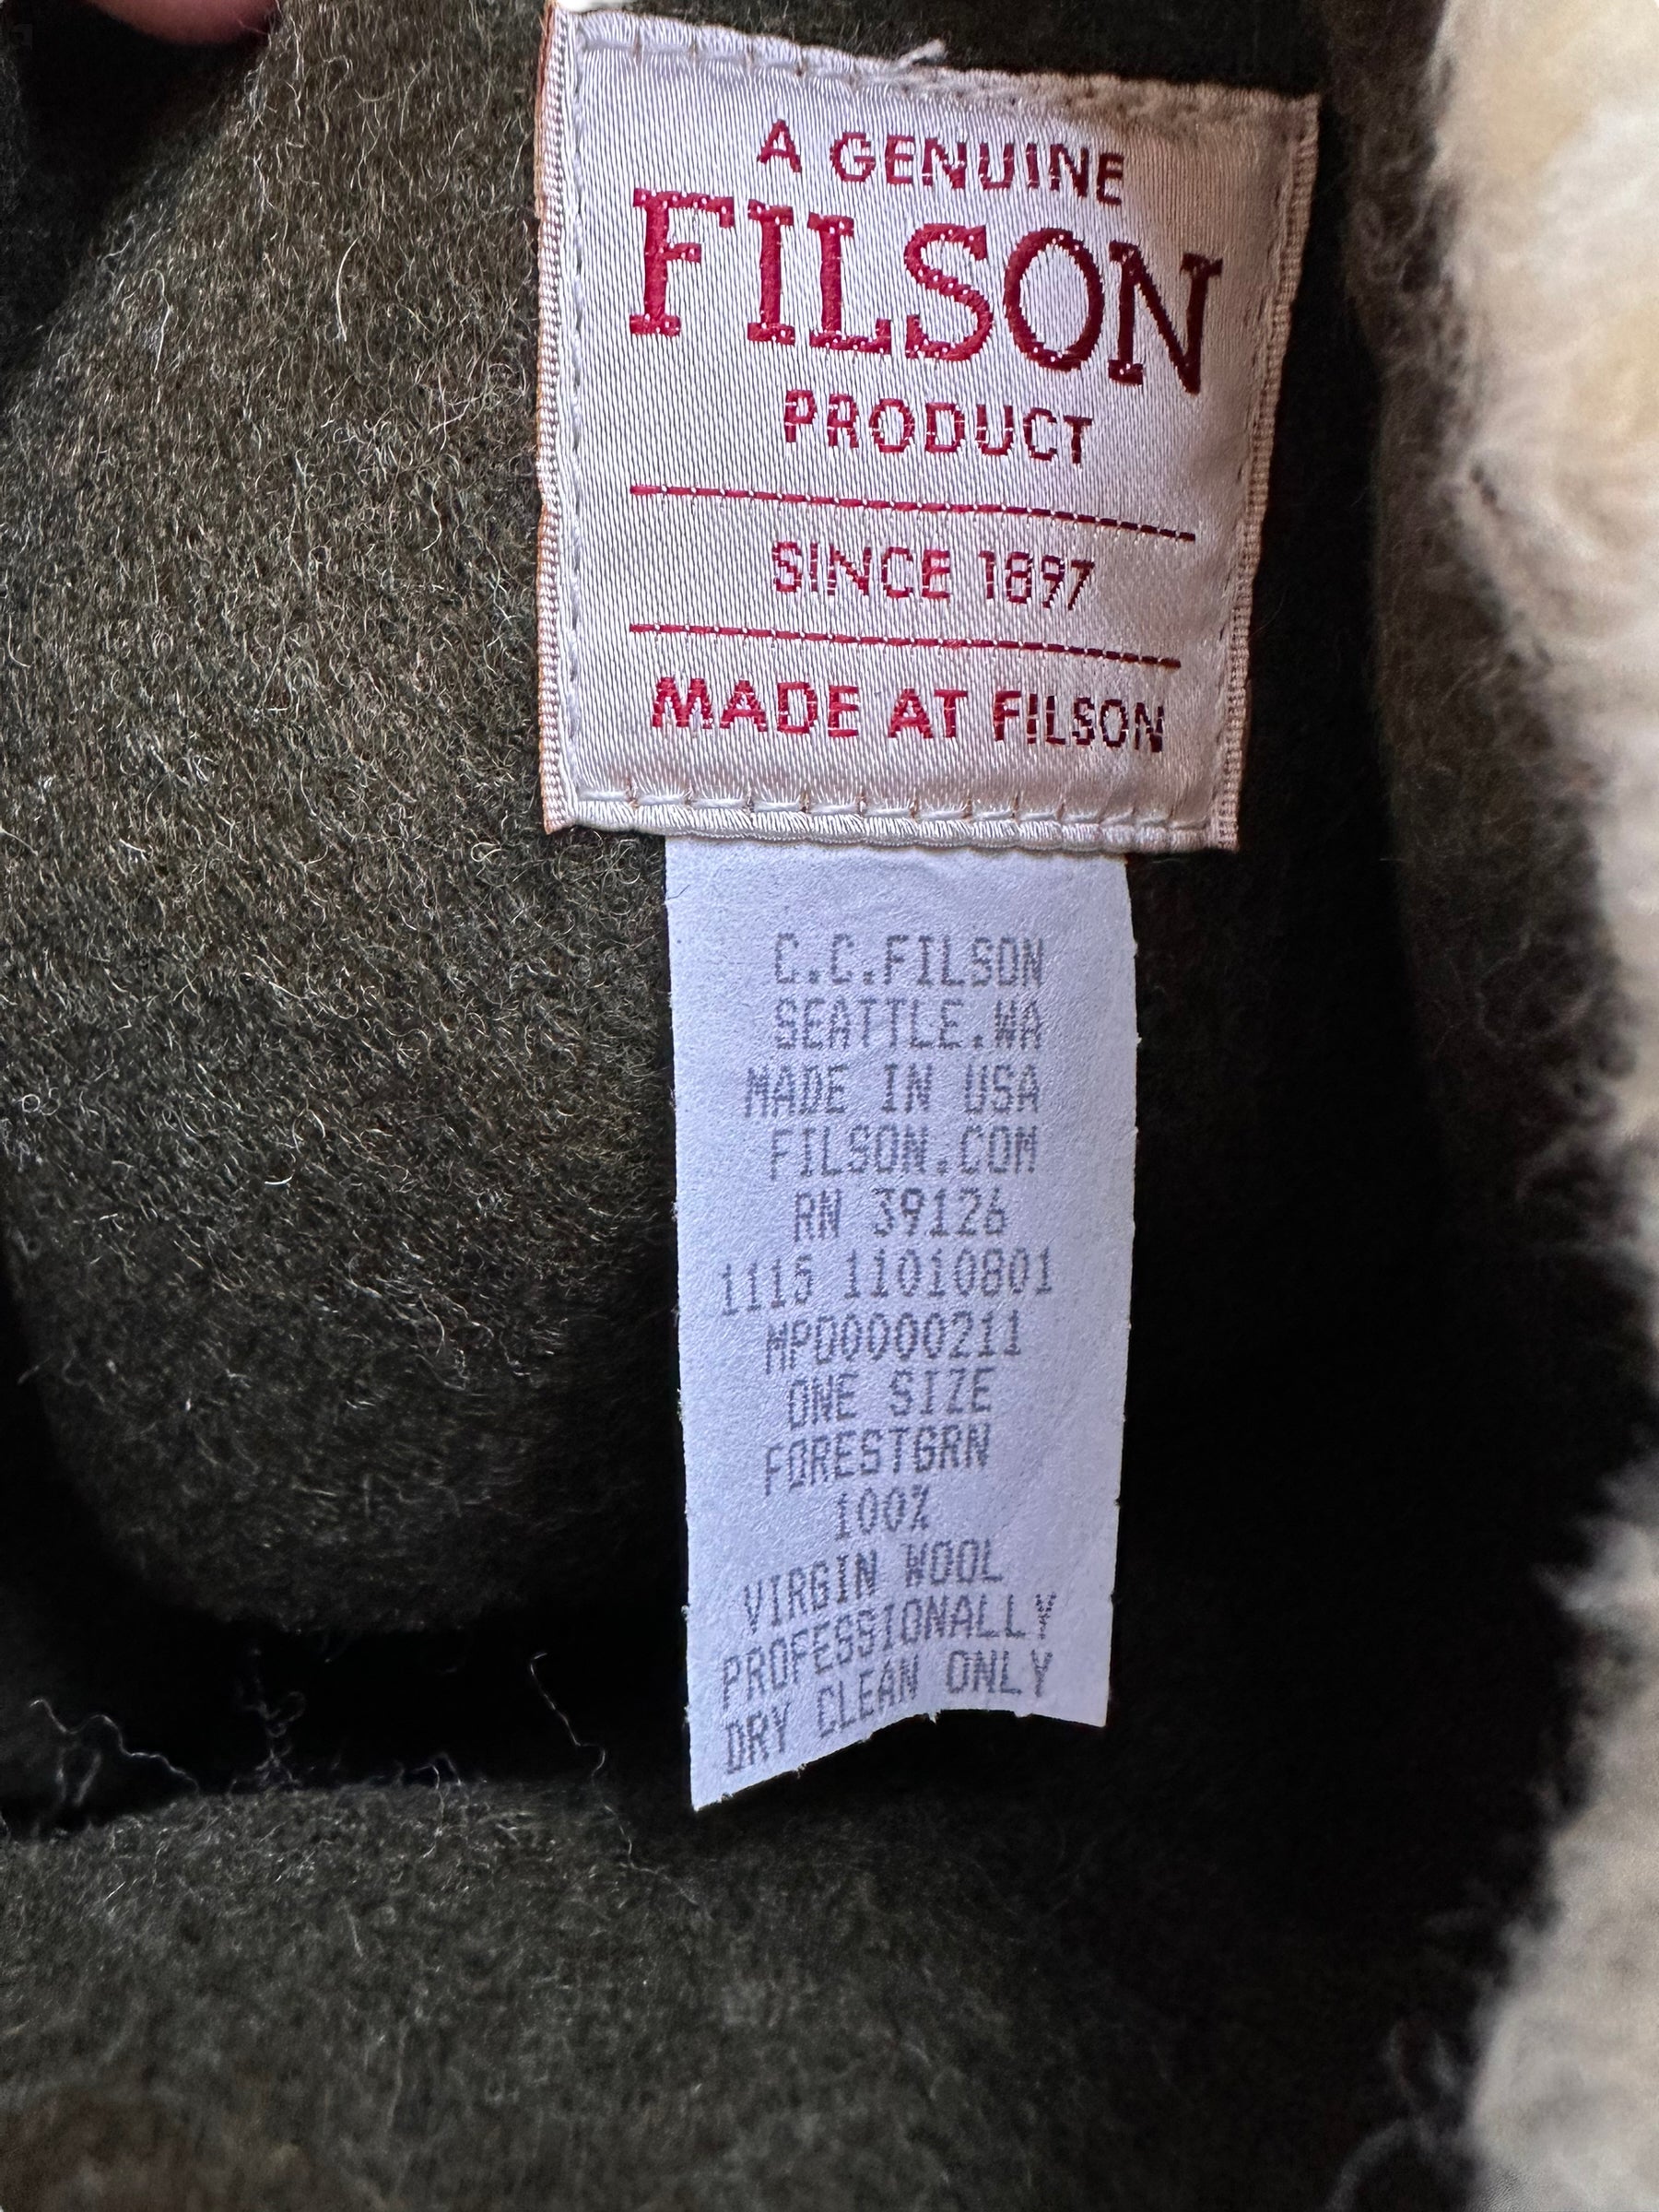 A GENUINE
FILSON
PRODUCT
SINCE 1897
MADE AT FILSON
C.C.FILSON
SEATTLE.WA
MADE IN USA
FILSON.COM
RN 39126
1115 11010801
MPD0000211
ONE SIZE
FORESTGRN
100%
VIRGIN WOOL
PROFESSIONALLY
DRY CLEAN ONLY